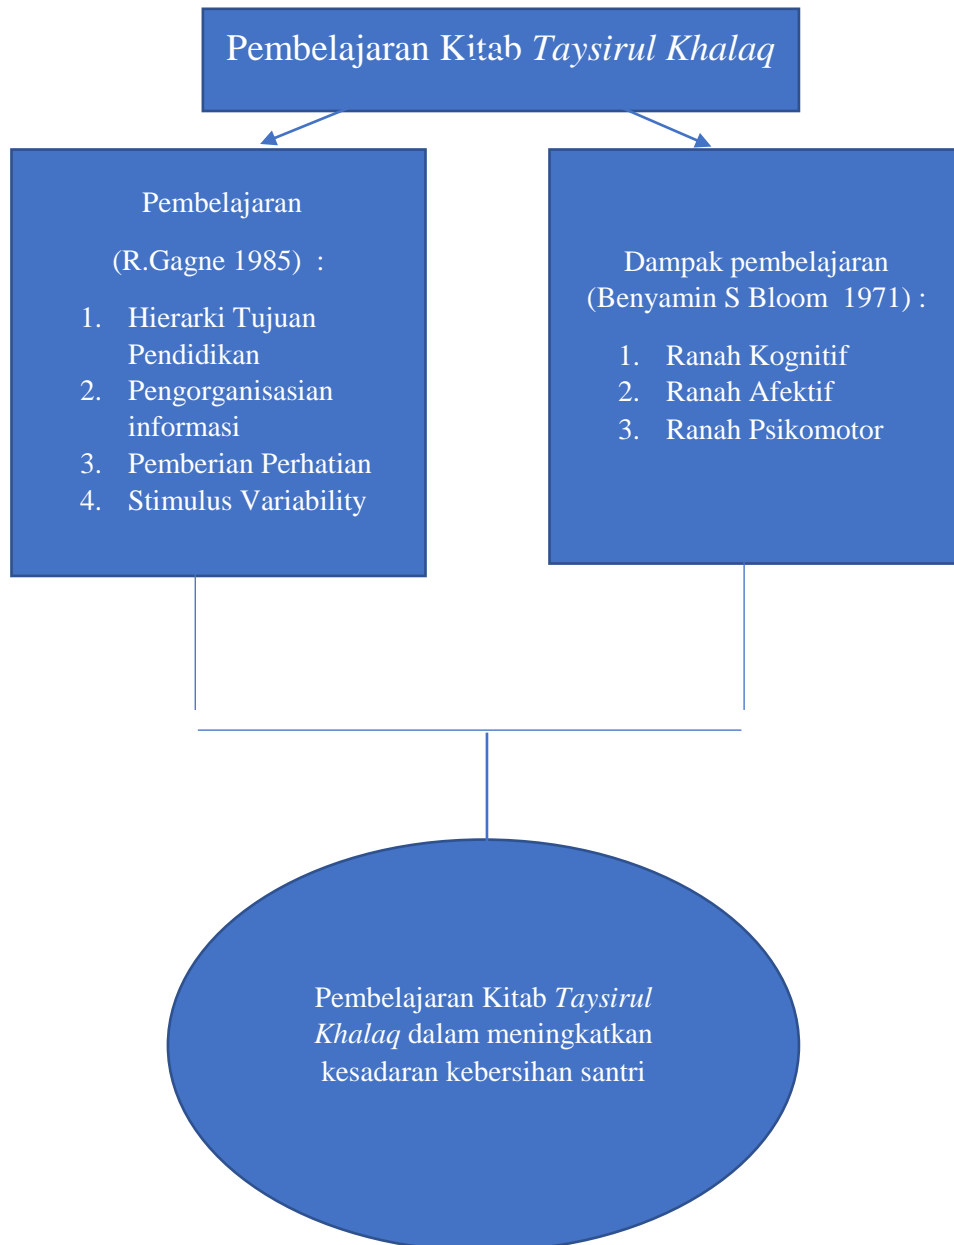 Pembelajaran Kitab Taysirul Khalaq
Pembelajaran
(R.Gagne 1985)  :
1. Hierarki Tujuan
Pendidikan
2. Pengorganisasian
informasi
3. Pemberian Perhatian
4. Stimulus Variability
Dampak pembelajaran
(Benyamin S Bloom  1971) :
1. Ranah Kognitif
2. Ranah Afektif
3. Ranah Psikomotor
Pembelajaran Kitab Taysirul
Khalaq dalam meningkatkan
kesadaran kebersihan santri